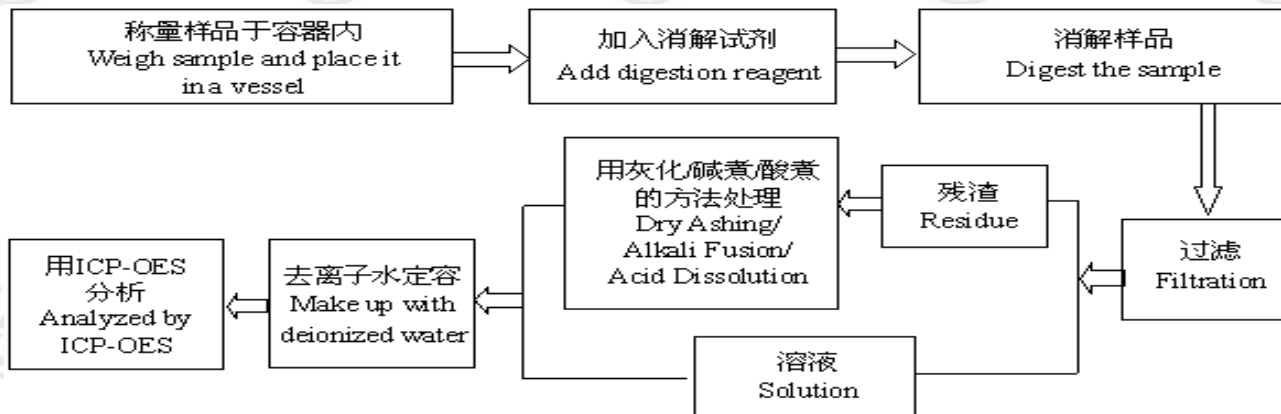 称量样品于容器内
Weigh sample and place it
in a vessel
加入消解试剂
Add digestion reagent
消解样品
Digest the sample
过滤
Filtration
残渣
Residue
用灰化/碱煮/酸煮
的方法处理
Dry Ashing/
Alkali Fusion/
Acid Dissolution
溶液
Solution
去离子水定容
Make up with
deionized water
用ICP-OES
分析
Analyzed by
ICP-OES